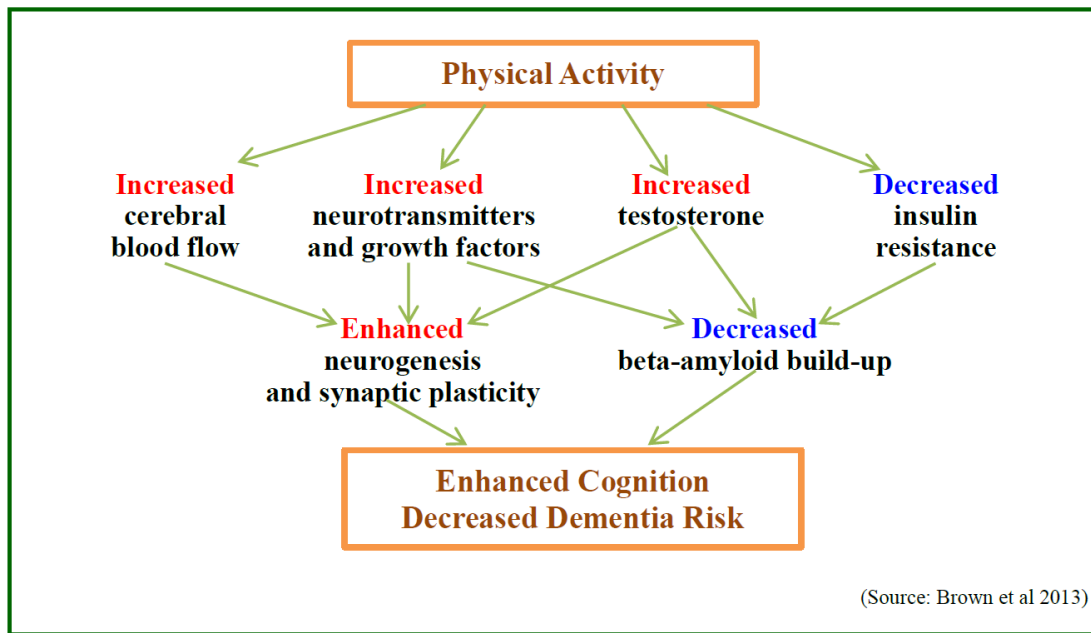 Physical Activity
Increased
cerebral
blood flow
Increased
neurotransmitters
and growth factors
Increased
testosterone
Decreased
insulin
resistance
Enhanced
neurogenesis
and synaptic plasticity
Decreased
beta-amyloid build-up
Enhanced Cognition
Decreased Dementia Risk
(Source: Brown et al 2013)